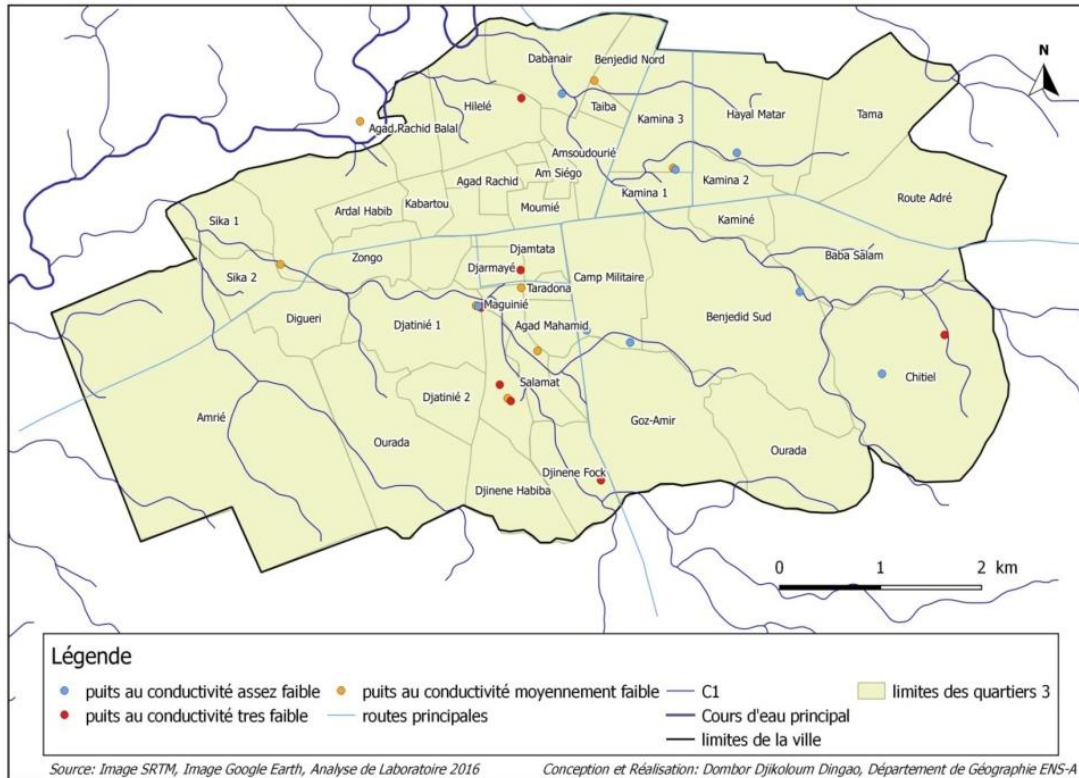 N
Dabanair
Benjedid Nord
Hilelé
Taiba
Hayal Matar
Tama
Kamina 3
Agad Rachid Balal
Amsoudourié
Am Siégo
Agad Rachid
Kamina 2
Kamina 1
Route Adré
Kabartou
Moumié
Ardal Habib
Kaminé
Sika 1
Djamtata
Baba Salam
Zongo
Djarmayé
Camp Militaire
Sika 2
Taradona
Maguinié
Digueri
Djatinié 1
Agad Mahamid
Benjedid Sud
Chitiel
Salamat
Djatinié 2
Amrié
Goz-Amir
Ourada
Ourada
Djinene Fock
Djinene Habiba
0 1 2 km
Légende
puits au conductivité assez faible
puits au conductivité moyennement faible
C1
limites des quartiers 3
puits au conductivité tres faible
routes principales
Cours d'eau principal
limites de la ville
Source: Image SRTM, Image Google Earth, Analyse de Laboratoire 2016
Conception et Réalisation: Dombor Djikoloum Dingao, Département de Géographie ENS-A